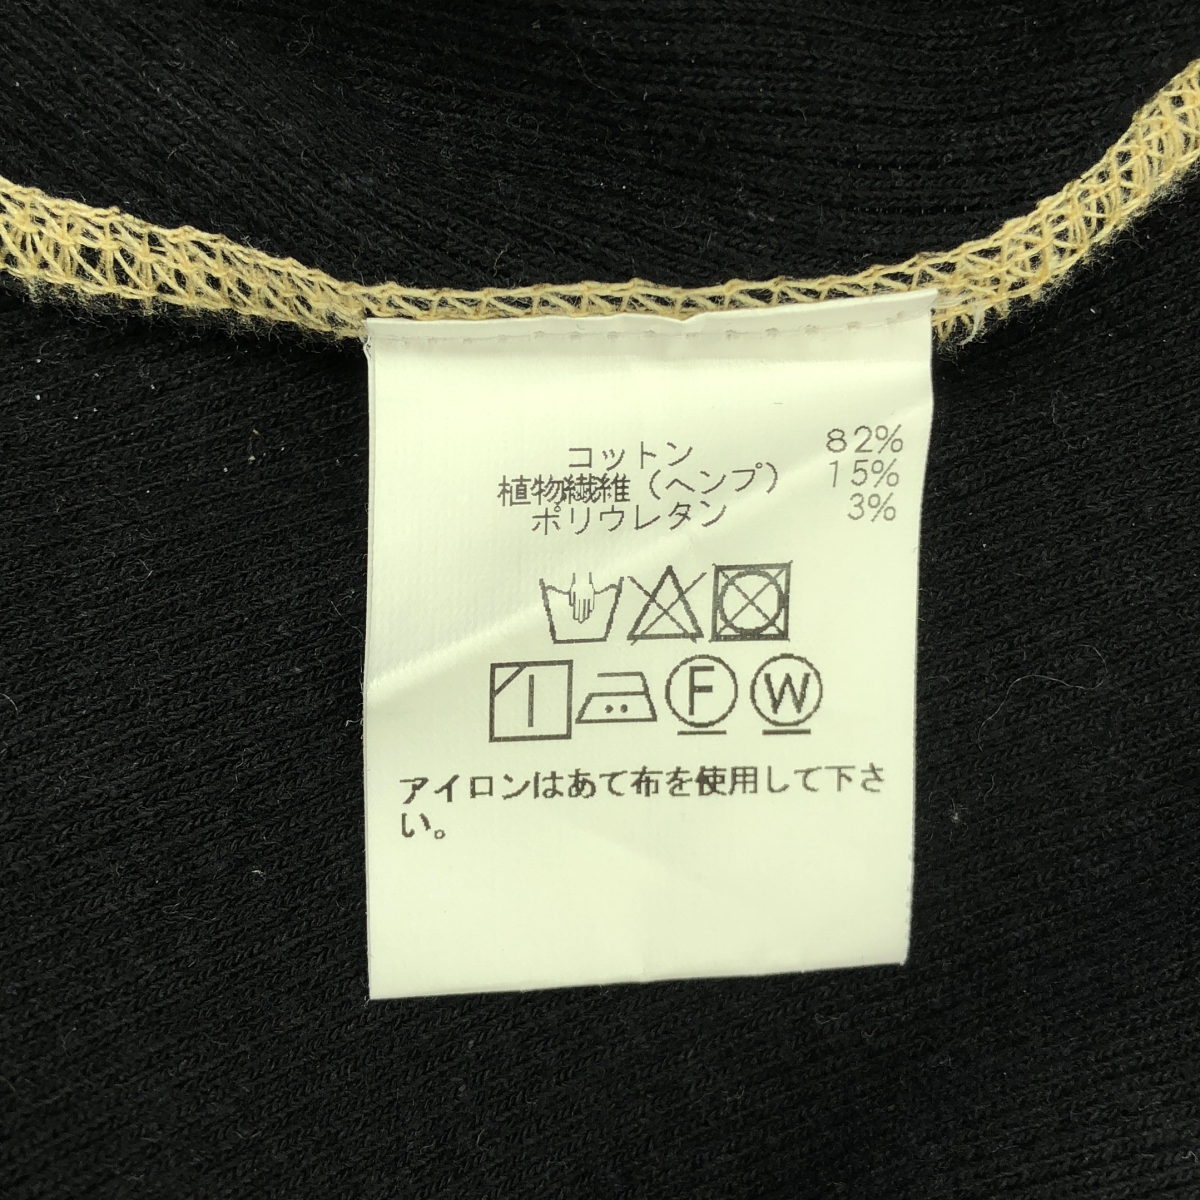 コットン 82%
植物繊維（ヘンプ） 15%
ポリウレタン 3%
F W
アイロンはあて布を使用して下さ
い。